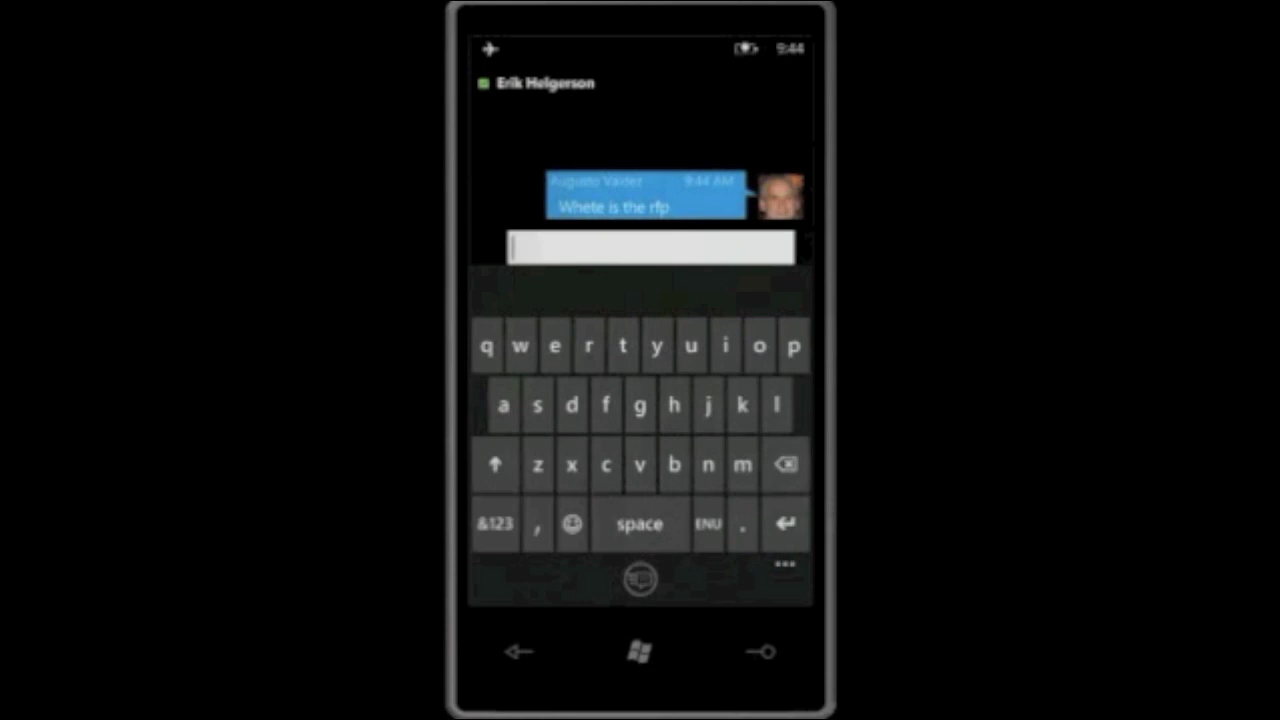 9:44
Erik Helgerson
Augusto Valdez 9:44 AM
Whete is the rfp
q w e r t y u i o p
a s d f g h j k l
z x c v b n m
&123 , space ENU .